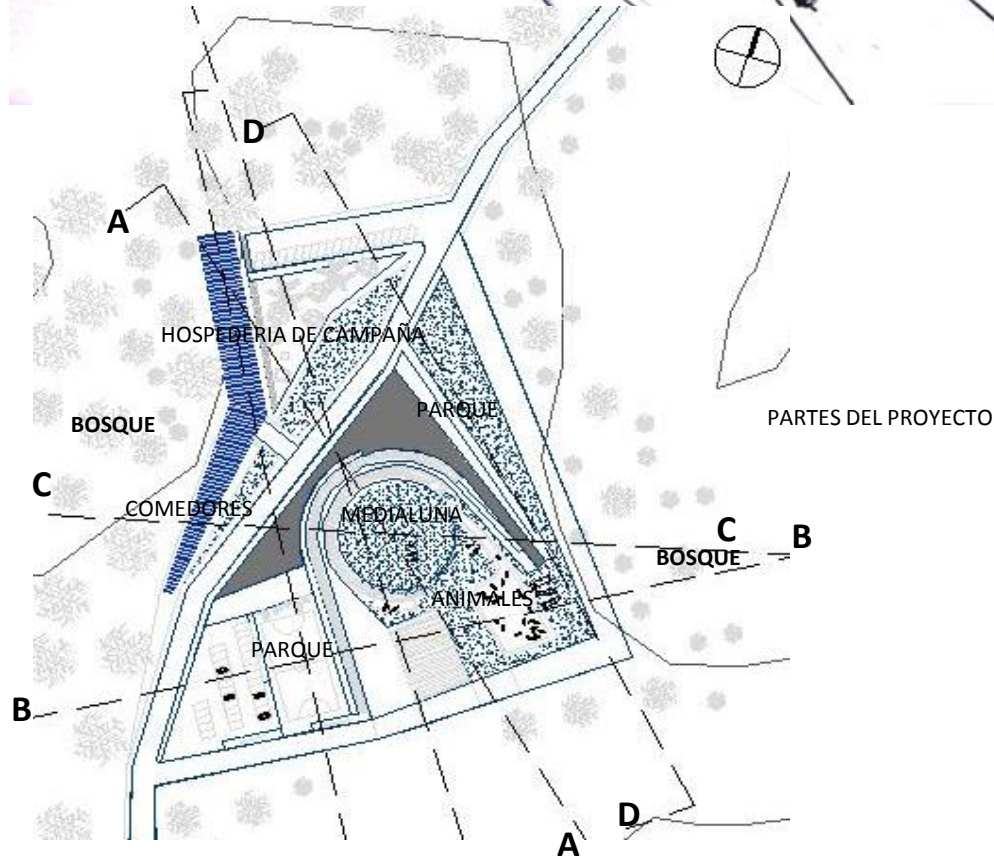 D
A
HOSPEDERIA DE CAMPAÑA
PARQUE
PARTES DEL PROYECTO
BOSQUE
C
COMEDORES
MEDIALUNA
C
B
BOSQUE
ANIMALES
PARQUE
B
D
A